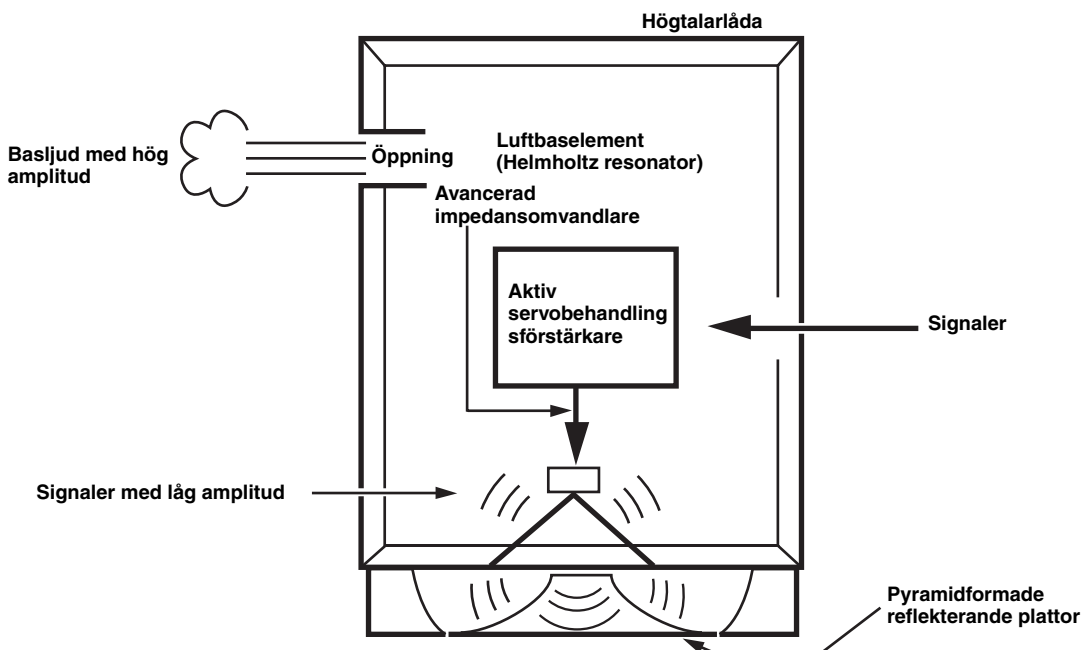 Högtalarlåda
Basljud med hög
amplitud
Öppning
Luftbaselement
(Helmholtz resonator)
Avancerad
impedansomvandlare
Aktiv
servobehandling
sförstärkare
Signaler
Signaler med låg amplitud
Pyramidformade
reflekterande plattor